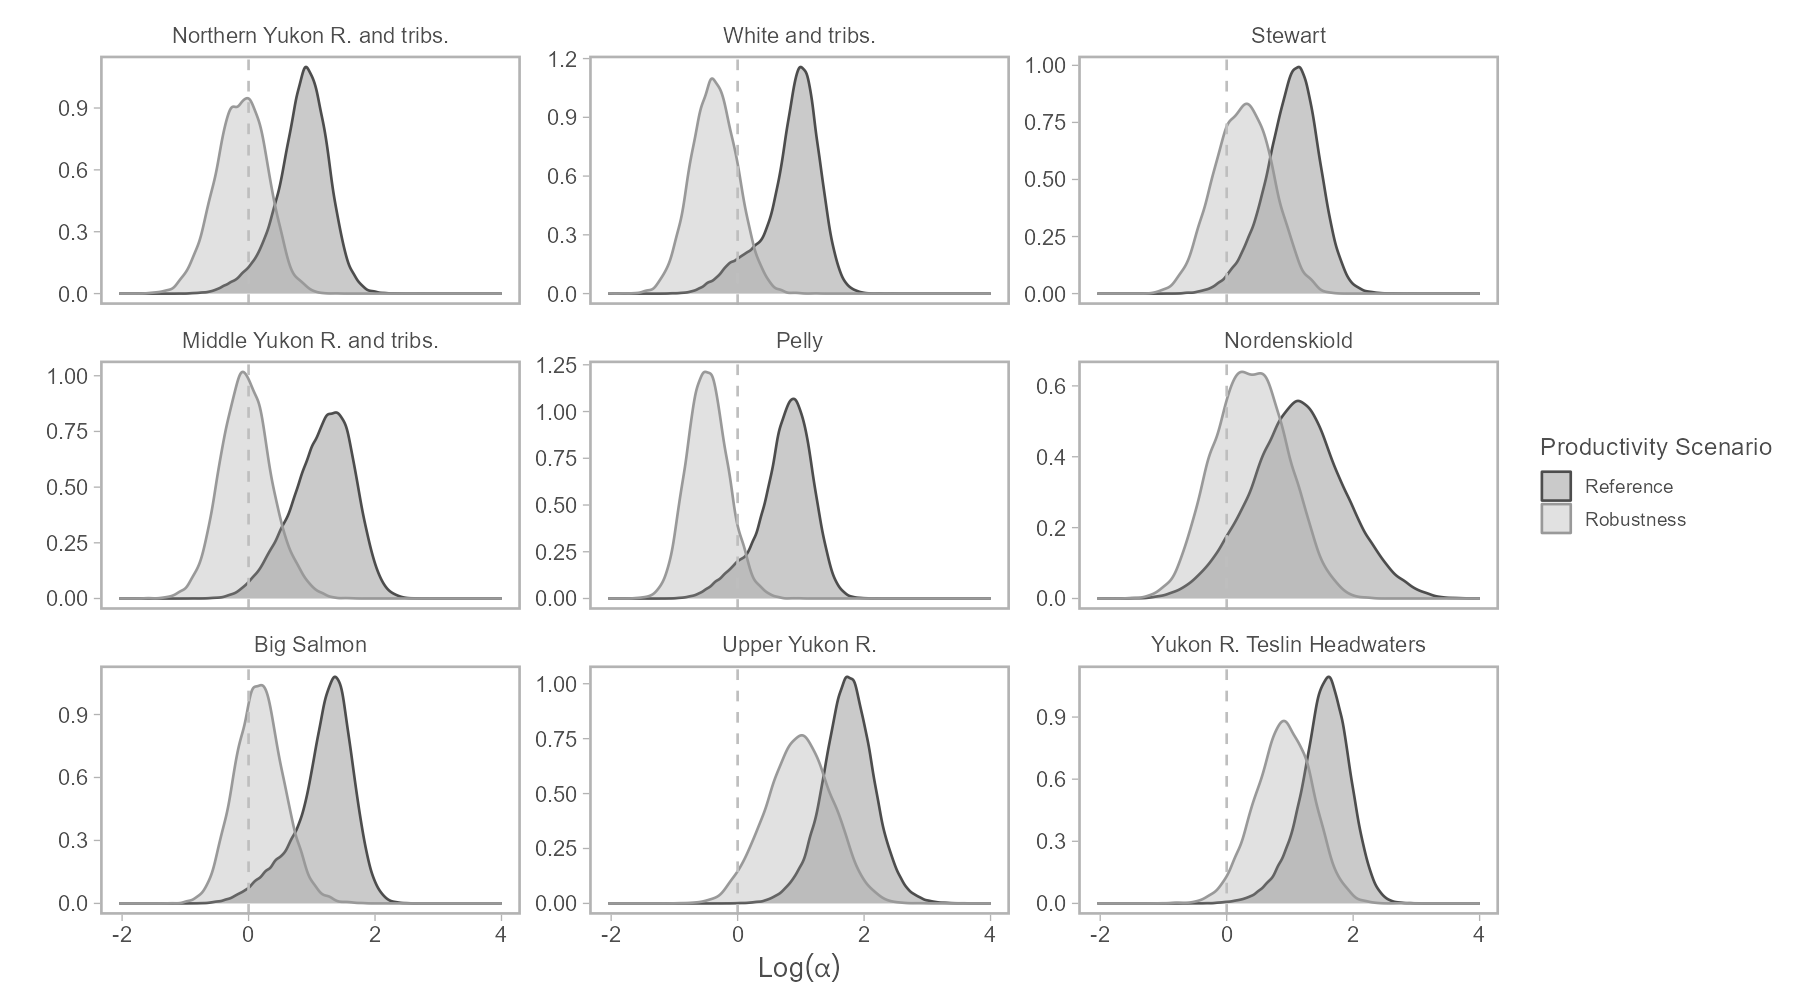 Northern Yukon R. and tribs.
White and tribs.
Stewart
0.9
0.6
0.3
0.0
1.2
0.9
0.6
0.3
0.0
1.00
0.75
0.50
0.25
0.00
Middle Yukon R. and tribs.
Pelly
Nordenskiold
1.00
0.75
0.50
0.25
0.00
1.25
1.00
0.75
0.50
0.25
0.00
0.6
0.4
0.2
0.0
Big Salmon
Upper Yukon R.
Yukon R. Teslin Headwaters
0.9
0.6
0.3
0.0
1.00
0.75
0.50
0.25
0.00
0.9
0.6
0.3
0.0
-2 0 2 4
-2 0 2 4
-2 0 2 4
Log(α)
Productivity Scenario
Reference
Robustness